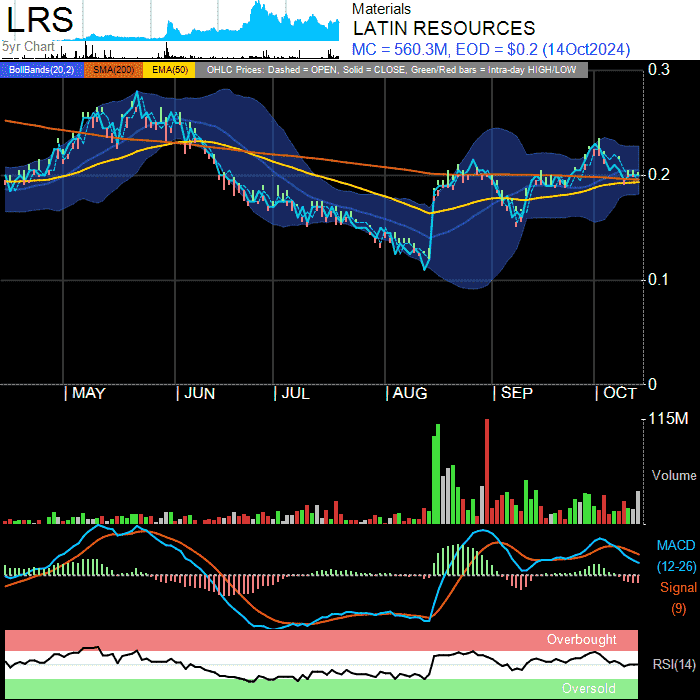 LRS
5yr Chart
Materials
LATIN RESOURCES
MC = 560.3M, EOD = $0.2 (14Oct2024)
BollBands(20,2) SMA(200) EMA(50) OHLC Prices: Dashed = OPEN, Solid = CLOSE, Green/Red bars = Intra-day HIGH/LOW
0.3
0.2
0.1
0
| MAY | JUN | JUL | AUG | SEP | OCT
115M
Volume
MACD
(12-26)
Signal
(9)
Overbought
RSI(14)
Oversold